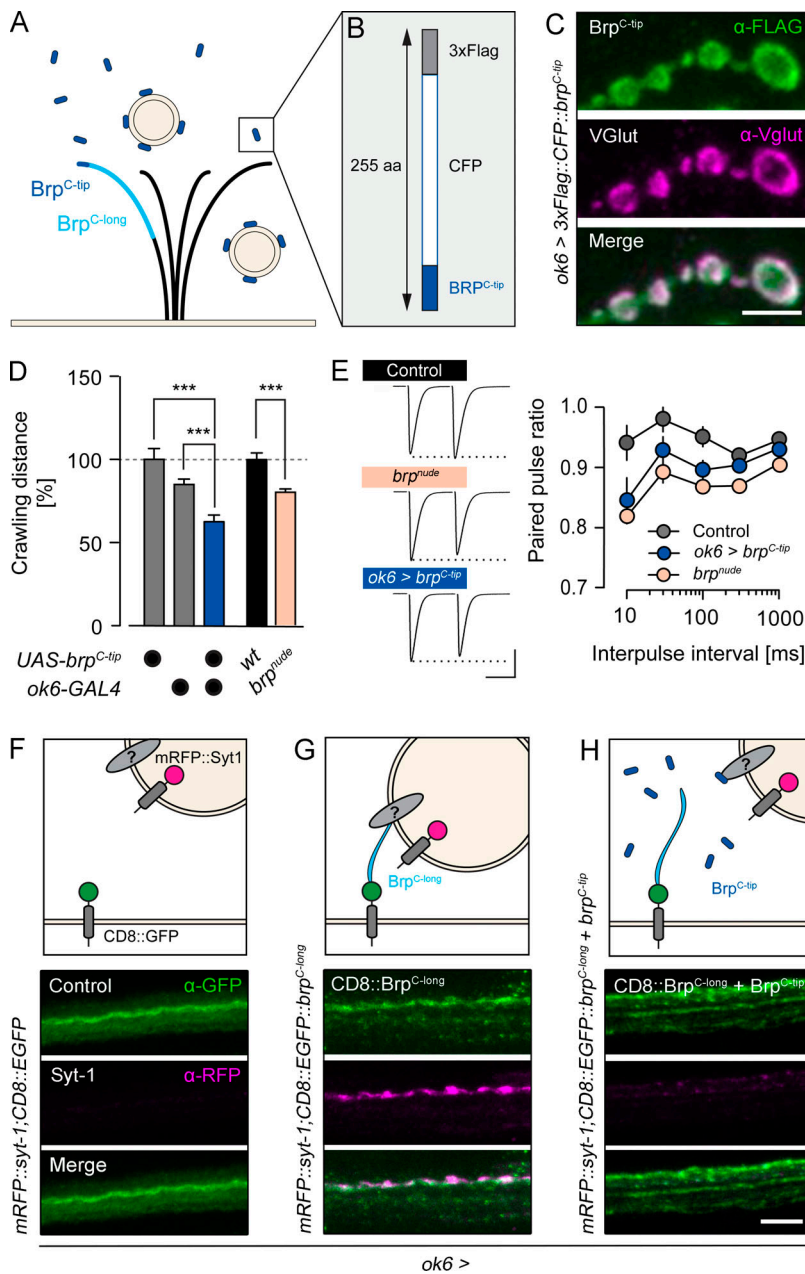 A
Brp^C-tip
Brp^C-long
B
3xFlag
255 aa
CFP
BRP^C-tip
C
ok6 > 3xFlag::CFP::brp^C-tip
Brp^C-tip α-FLAG
VGlut α-Vglut
Merge
D
Crawling distance
[%]
150
100
50
0
***
***
***
UAS-brp^C-tip
ok6-GAL4
wt
brp^nude
E
Control
brp^nude
ok6 > brp^C-tip
Paired pulse ratio
1.0
0.9
0.8
0.7
Control
ok6 > brp^C-tip
brp^nude
10 100 1000
Interpulse interval [ms]
F
?
mRFP::Syt1
CD8::GFP
mRFP::syt-1;CD8::EGFP
Control α-GFP
Syt-1 α-RFP
Merge
G
?
Brp^C-long
mRFP::syt-1;CD8::EGFP::brp^C-long
CD8::Brp^C-long
H
?
Brp^C-tip
mRFP::syt-1;CD8::EGFP::brp^C-long + brp^C-tip
CD8::Brp^C-long + Brp^C-tip
ok6 >